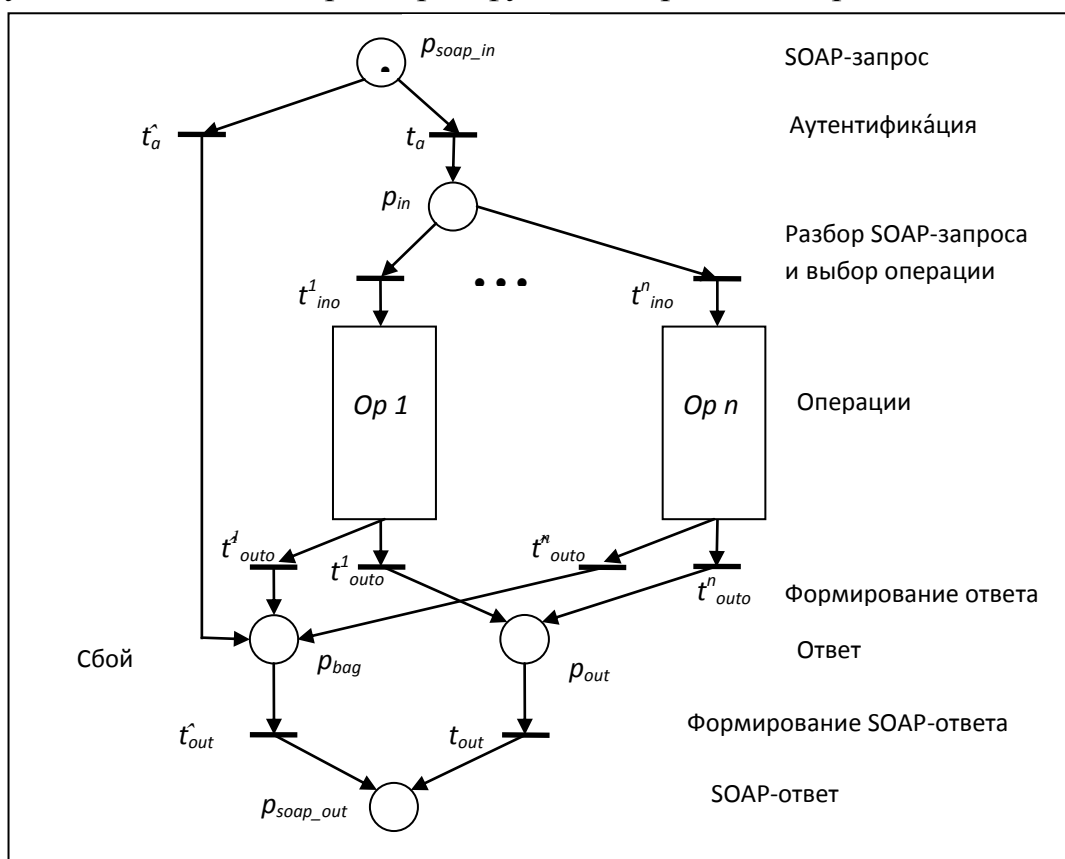 p_soap_in
SOAP-запрос
t̂_a
t_a
Аутентифика́ция
p_in
Разбор SOAP-запроса
и выбор операции
t^1_ino
• • •
t^n_ino
Op 1
Op n
Операции
t̂^1_outo
t^1_outo
t̂^n_outo
t^n_outo
Формирование ответа
Сбой
p_bag
p_out
Ответ
t̂_out
t_out
Формирование SOAP-ответа
p_soap_out
SOAP-ответ